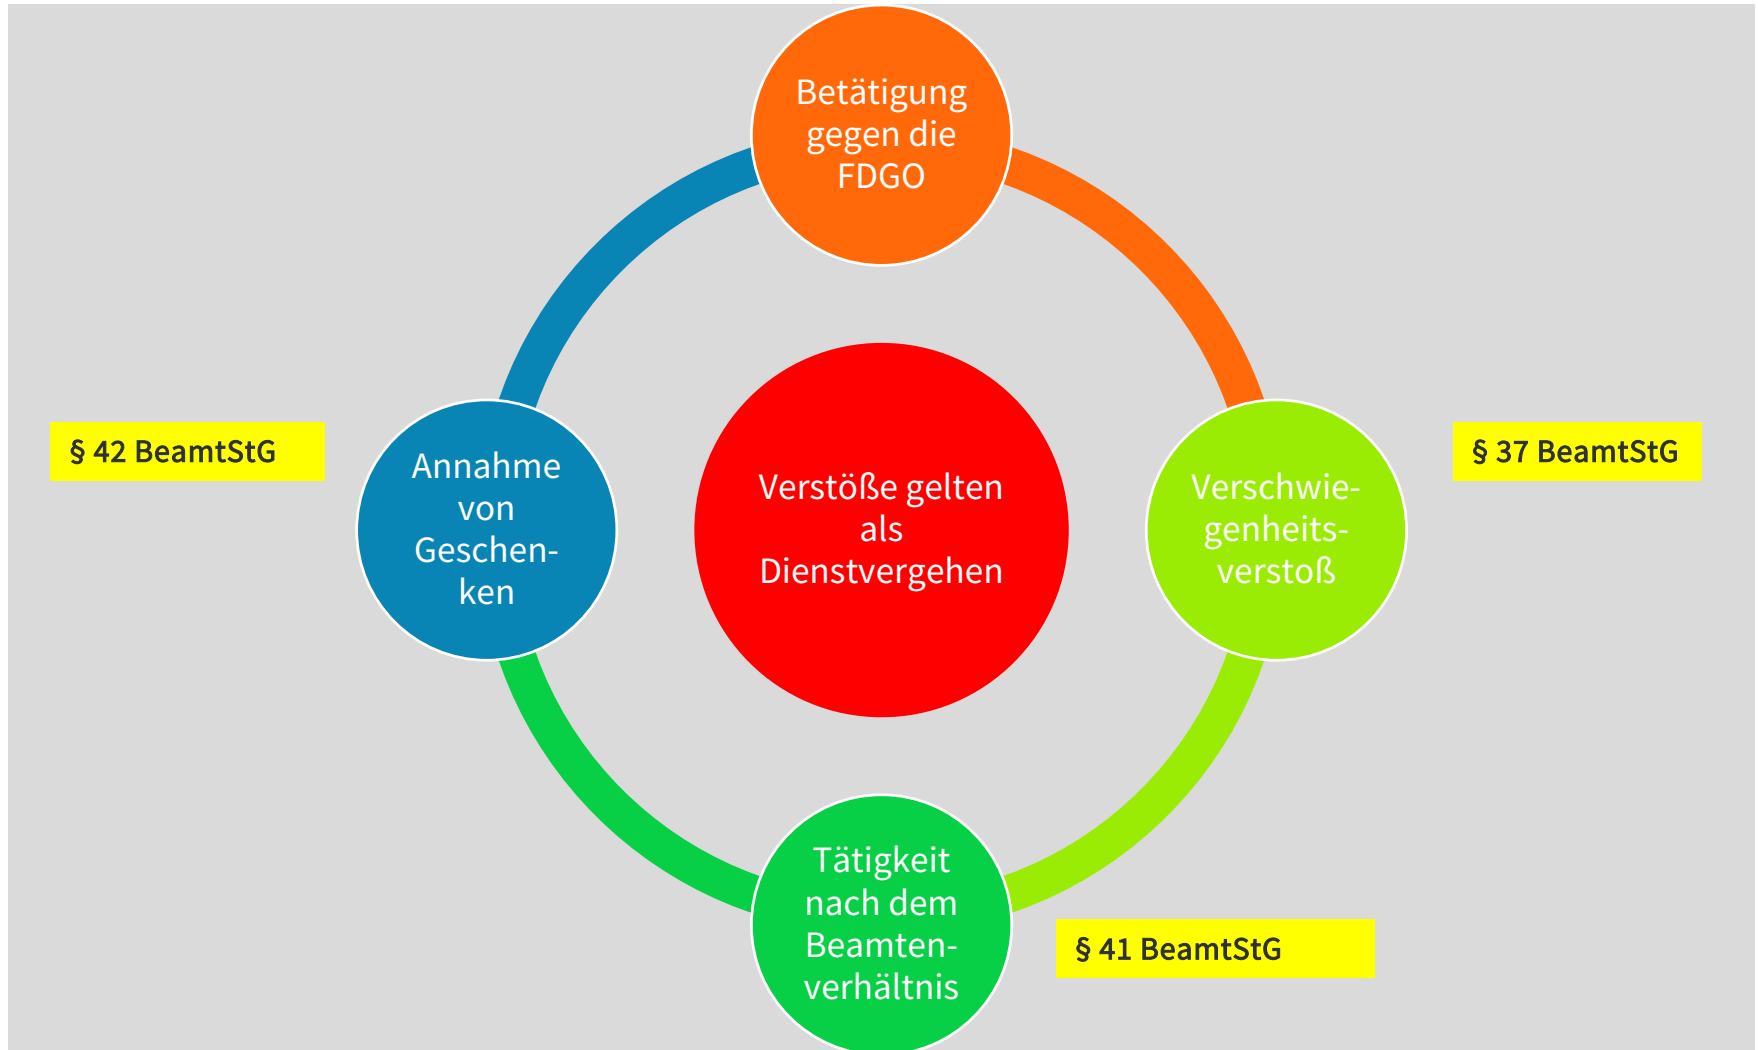 Betätigung
gegen die
FDGO
§ 42 BeamtStG
Annahme
von
Geschen-
ken
Verstöße gelten
als
Dienstvergehen
Verschwie-
genheits-
verstoß
§ 37 BeamtStG
Tätigkeit
nach dem
Beamten-
verhältnis
§ 41 BeamtStG